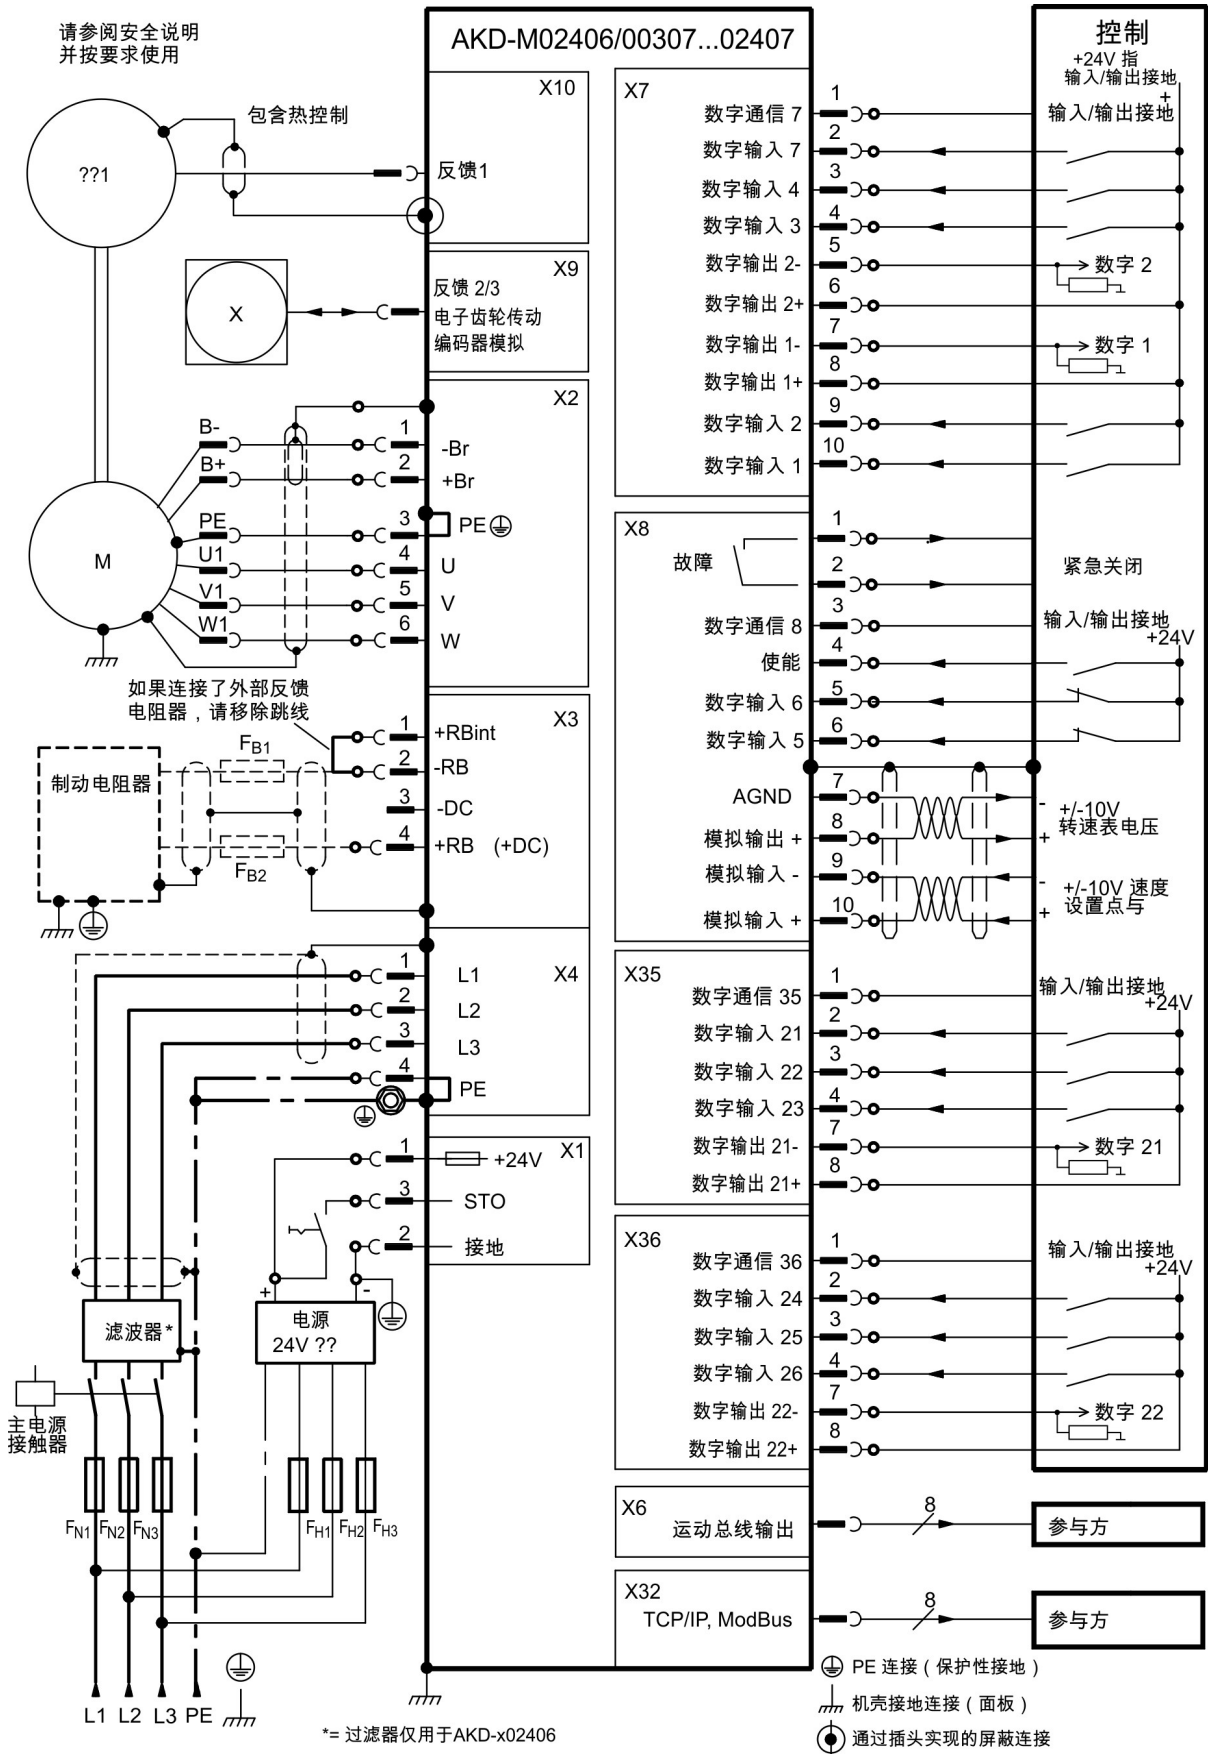 请参阅安全说明
并按要求使用
AKD-M02406/00307...02407
控制
+24V 指
输入/输出接地
+
输入/输出接地
X10
包含热控制
??1
反馈1
X9
反馈 2/3
电子齿轮传动
编码器模拟
X
X2
B-
1
-Br
B+
2
+Br
PE
3
PE
U1
4
U
V1
5
V
W1
6
W
M
如果连接了外部反馈
电阻器，请移除跳线
X3
FB1
1
+RBint
2
-RB
制动电阻器
3
-DC
4
+RB (+DC)
FB2
X4
1
L1
2
L2
3
L3
4
PE
X1
1
+24V
3
STO
2
接地
+
-
电源
24V ??
滤波器*
主电源
接触器
FN1
FN2
FN3
FH1
FH2
FH3
L1
L2
L3
PE
*= 过滤器仅用于AKD-x02406
X7
数字通信 7
1
数字输入 7
2
数字输入 4
3
数字输入 3
4
数字输出 2-
5
数字 2
数字输出 2+
6
数字输出 1-
7
数字 1
数字输出 1+
8
数字输入 2
9
数字输入 1
10
X8
故障
1
2
紧急关闭
数字通信 8
3
输入/输出接地
+24V
使能
4
数字输入 6
5
数字输入 5
6
AGND
7
-
+/-10V
转速表电压
模拟输出 +
8
+
模拟输入 -
9
-
+/-10V 速度
设置点与
模拟输入 +
10
+
X35
数字通信 35
1
输入/输出接地
+24V
数字输入 21
2
数字输入 22
3
数字输入 23
4
数字输出 21-
7
数字 21
数字输出 21+
8
X36
数字通信 36
1
输入/输出接地
+24V
数字输入 24
2
数字输入 25
3
数字输入 26
4
数字输出 22-
7
数字 22
数字输出 22+
8
X6
运动总线输出
8
参与方
X32
TCP/IP, ModBus
8
参与方
PE 连接（保护性接地）
机壳接地连接（面板）
通过插头实现的屏蔽连接